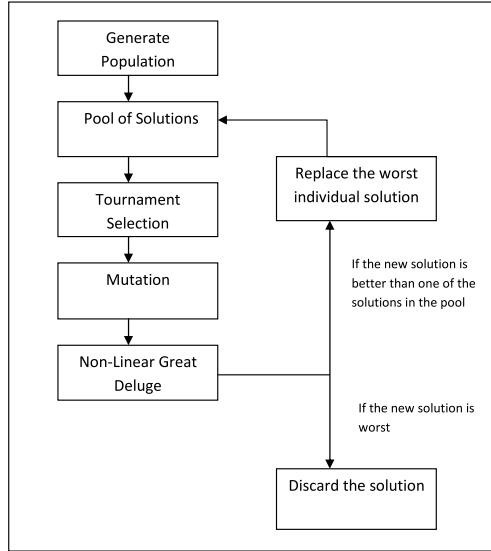 Generate
Population
Pool of Solutions
Tournament
Selection
Mutation
Non-Linear Great
Deluge
Replace the worst
individual solution
If the new solution is
better than one of the
solutions in the pool
If the new solution is
worst
Discard the solution